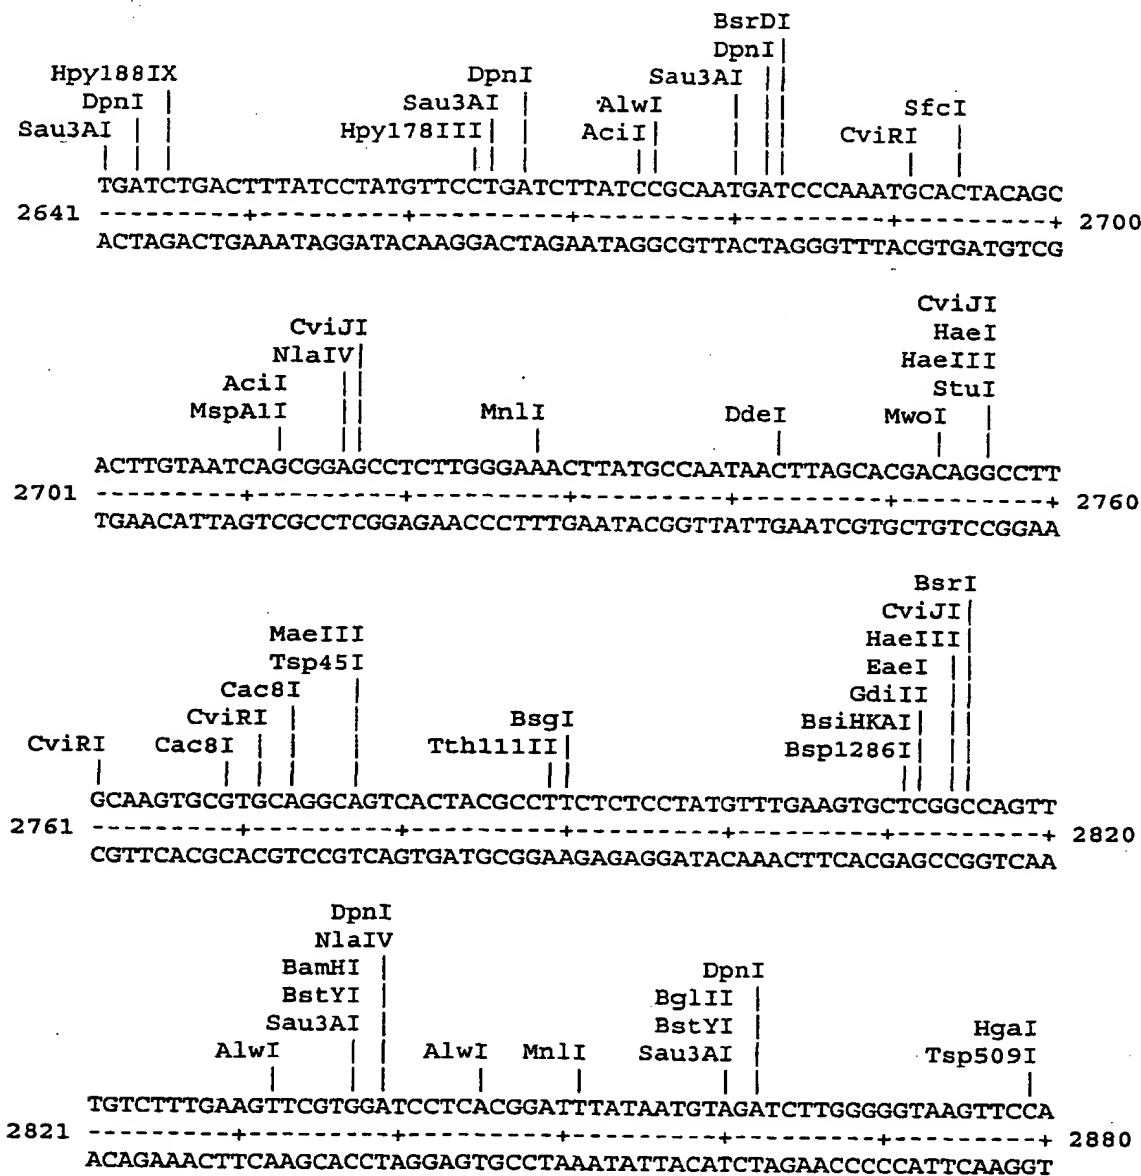 BsrDI
Hpy188IX DpnI DpnI
DpnI Sau3AI AlwI Sau3AI SfcI
Sau3AI Hpy178III AciI CviRI
TGATCTGACTTTATCCTATGTTCCTGATCTTATCCGCAATGATCCCAAATGCACTACAGC
2641 ---------+---------+---------+---------+---------+---------+ 2700
ACTAGACTGAAATAGGATACAAGGACTAGAATAGGCGTTACTAGGGTTTACGTGATGTCG
CviJI
CviJI HaeI
NlaIV HaeIII
AciI StuI
MspA1I MnlI DdeI MwoI
ACTTGTAATCAGCGGAGCCTCTTGGGAAACTTATGCCAATAACTTAGCACGACAGGCCTT
2701 ---------+---------+---------+---------+---------+---------+ 2760
TGAACATTAGTCGCCTCGGAGAACCCTTTGAATACGGTTATTGAATCGTGCTGTCCGGAA
BsrI
CviJI
MaeIII HaeIII
Tsp45I EaeI
Cac8I GdiII
CviRI BsgI BsiHKAI
CviRI Cac8I Tth111II Bsp1286I
GCAAGTGCGTGCAGGCAGTCACTACGCCTTCTCTCCTATGTTTGAAGTGCTCGGCCAGTT
2761 ---------+---------+---------+---------+---------+---------+ 2820
CGTTCACGCACGTCCGTCAGTGATGCGGAAGAGAGGATACAAACTTCACGAGCCGGTCAA
DpnI
NlaIV
BamHI DpnI
BstYI BglII
Sau3AI BstYI HgaI
AlwI AlwI MnlI Sau3AI Tsp509I
TGTCTTTGAAGTTCGTGGATCCTCACGGATTTATAATGTAGATCTTGGGGGTAAGTTCCA
2821 ---------+---------+---------+---------+---------+---------+ 2880
ACAGAAACTTCAAGCACCTAGGAGTGCCTAAATATTACATCTAGAACCCCCATTCAAGGT